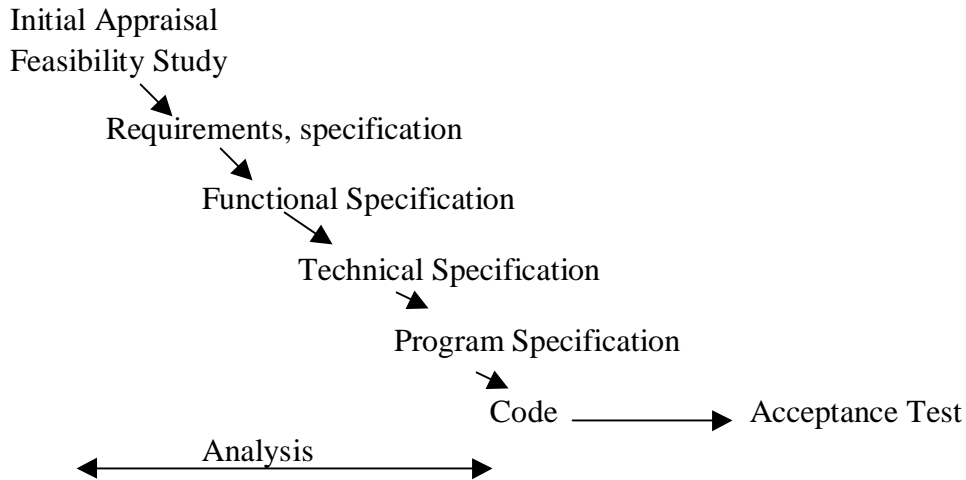 Initial Appraisal
Feasibility Study
Requirements, specification
Functional Specification
Technical Specification
Program Specification
Code
Acceptance Test
Analysis